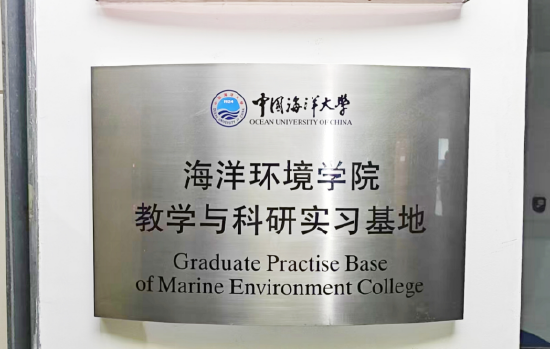 中国海洋大学
OCEAN UNIVERSITY OF CHINA
海洋环境学院
教学与科研实习基地
Graduate Practise Base
of Marine Environment College